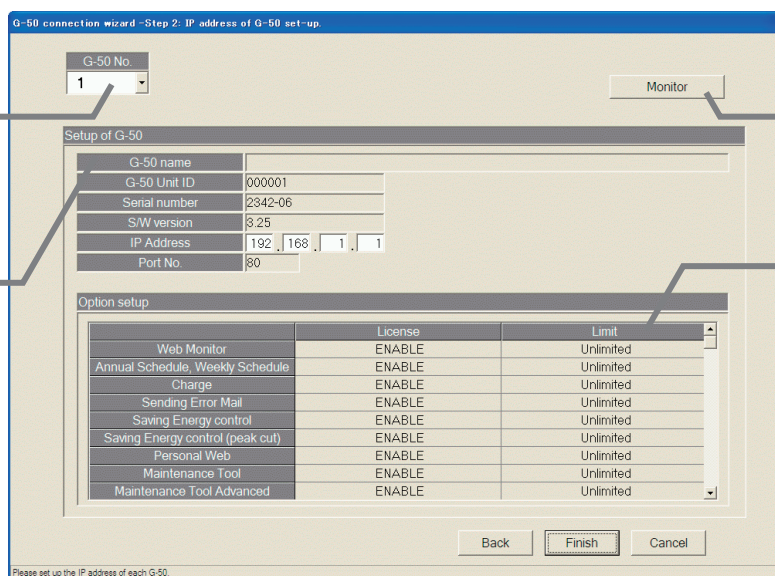 G-50 connection wizard -Step 2: IP address of G-50 set-up.
G-50 No.
1
Monitor
Setup of G-50
G-50 name
G-50 Unit ID 000001
Serial number 2342-06
S/W version 3.25
IP Address 192 . 168 . 1 . 1
Port No. 80
Option setup
License Limit
Web Monitor ENABLE Unlimited
Annual Schedule, Weekly Schedule ENABLE Unlimited
Charge ENABLE Unlimited
Sending Error Mail ENABLE Unlimited
Saving Energy control ENABLE Unlimited
Saving Energy control (peak cut) ENABLE Unlimited
Personal Web ENABLE Unlimited
Maintenance Tool ENABLE Unlimited
Maintenance Tool Advanced ENABLE Unlimited
Back Finish Cancel
Please set up the IP address of each G-50.